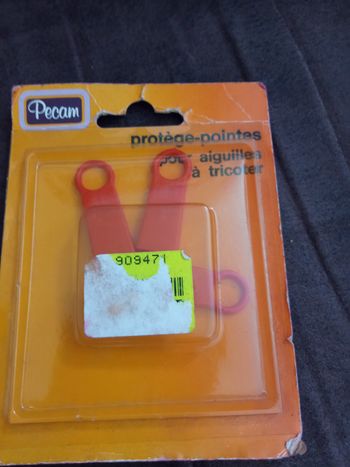 Pecam
protège-pointes
pour aiguilles
à tricoter
909471